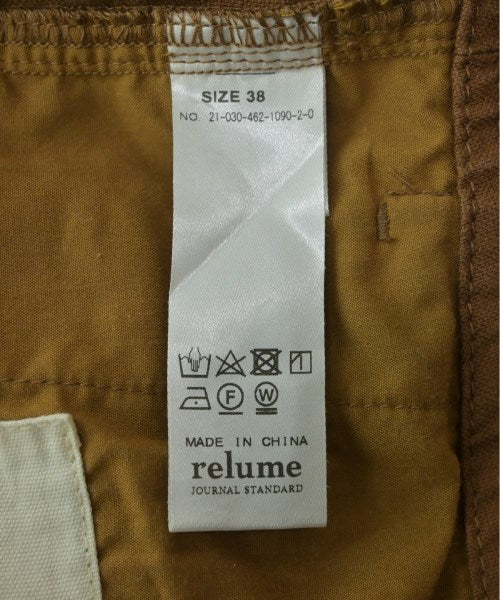 SIZE 38
NO. 21-030-462-1090-2-0
F W
MADE IN CHINA
relume
JOURNAL STANDARD